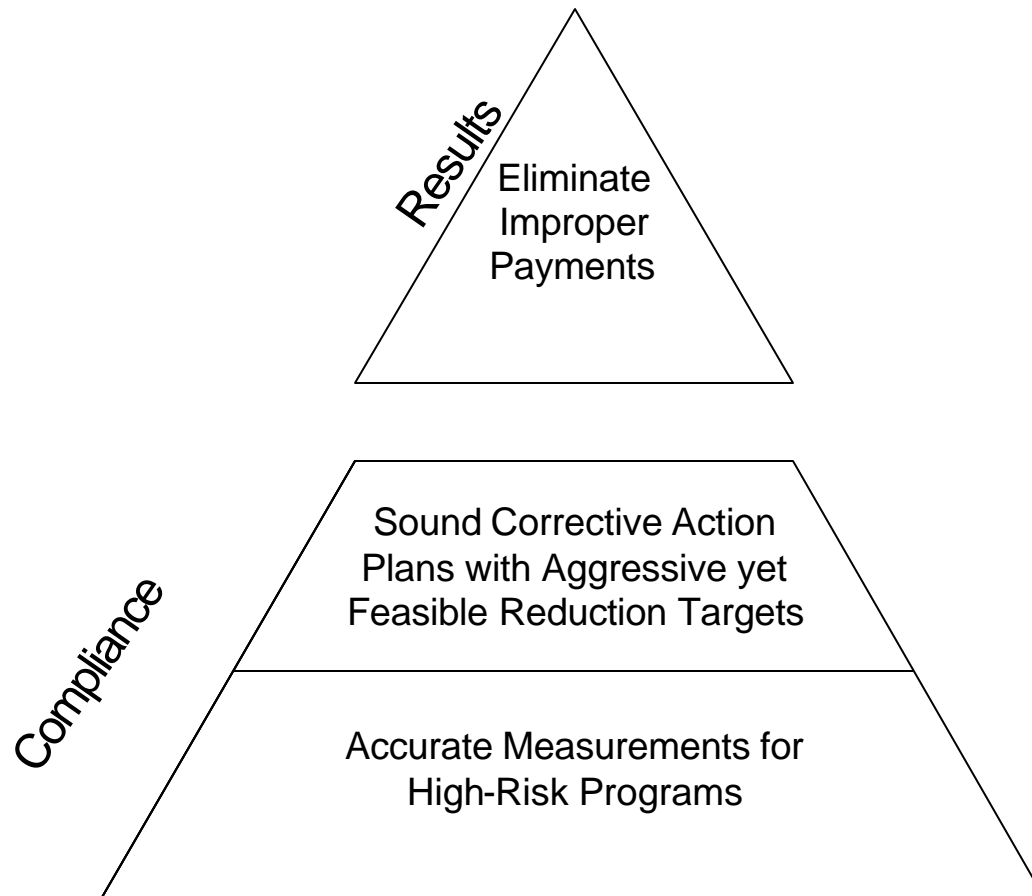 Results
Eliminate
Improper
Payments
Compliance
Sound Corrective Action
Plans with Aggressive yet
Feasible Reduction Targets
Accurate Measurements for
High-Risk Programs